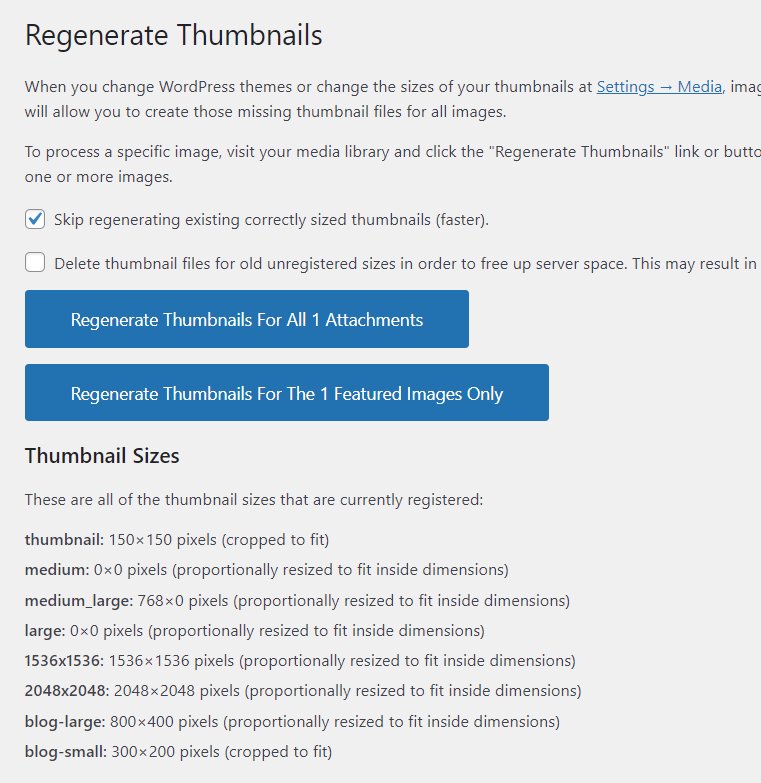 Regenerate Thumbnails
When you change WordPress themes or change the sizes of your thumbnails at Settings → Media, imag
will allow you to create those missing thumbnail files for all images.
To process a specific image, visit your media library and click the "Regenerate Thumbnails" link or butto
one or more images.
Skip regenerating existing correctly sized thumbnails (faster).
Delete thumbnail files for old unregistered sizes in order to free up server space. This may result in
Regenerate Thumbnails For All 1 Attachments
Regenerate Thumbnails For The 1 Featured Images Only
Thumbnail Sizes
These are all of the thumbnail sizes that are currently registered:
thumbnail: 150×150 pixels (cropped to fit)
medium: 0×0 pixels (proportionally resized to fit inside dimensions)
medium_large: 768×0 pixels (proportionally resized to fit inside dimensions)
large: 0×0 pixels (proportionally resized to fit inside dimensions)
1536x1536: 1536×1536 pixels (proportionally resized to fit inside dimensions)
2048x2048: 2048×2048 pixels (proportionally resized to fit inside dimensions)
blog-large: 800×400 pixels (proportionally resized to fit inside dimensions)
blog-small: 300×200 pixels (cropped to fit)